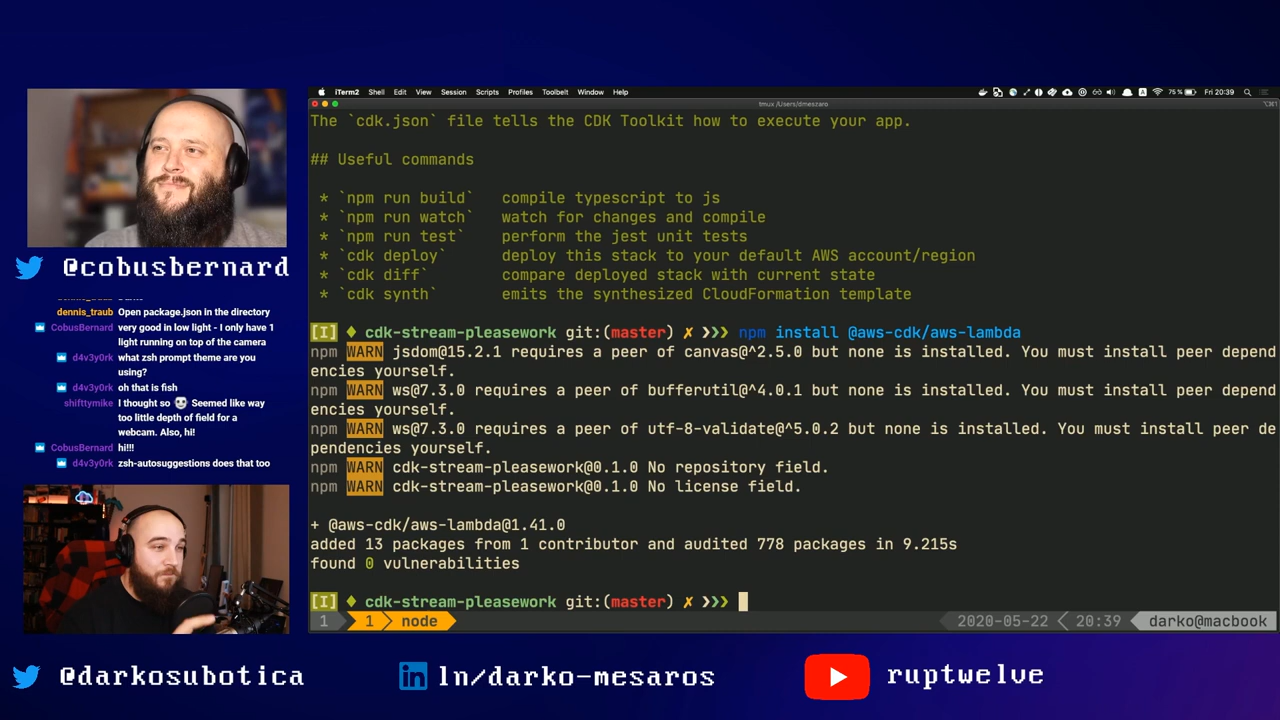 iTerm2 Shell Edit View Session Scripts Profiles Toolbelt Window Help
75% Fri 20:39
tmux /Users/dmeszaro
The `cdk.json` file tells the CDK Toolkit how to execute your app.
## Useful commands
* `npm run build` compile typescript to js
* `npm run watch` watch for changes and compile
* `npm run test` perform the jest unit tests
* `cdk deploy` deploy this stack to your default AWS account/region
* `cdk diff` compare deployed stack with current state
* `cdk synth` emits the synthesized CloudFormation template
[I] ♦ cdk-stream-pleasework git:(master) ✗ ❯❯❯ npm install @aws-cdk/aws-lambda
npm WARN jsdom@15.2.1 requires a peer of canvas@^2.5.0 but none is installed. You must install peer depend
encies yourself.
npm WARN ws@7.3.0 requires a peer of bufferutil@^4.0.1 but none is installed. You must install peer depend
encies yourself.
npm WARN ws@7.3.0 requires a peer of utf-8-validate@^5.0.2 but none is installed. You must install peer de
pendencies yourself.
npm WARN cdk-stream-pleasework@0.1.0 No repository field.
npm WARN cdk-stream-pleasework@0.1.0 No license field.
+ @aws-cdk/aws-lambda@1.41.0
added 13 packages from 1 contributor and audited 778 packages in 9.215s
found 0 vulnerabilities
[I] ♦ cdk-stream-pleasework git:(master) ✗ ❯❯❯
1 1 node 2020-05-22 20:39 darko@macbook
@cobusbernard
dennis_traub Open package.json in the directory
CobusBernard very good in low light - I only have 1
light running on top of the camera
d4v3y0rk what zsh prompt theme are you
using?
d4v3y0rk oh that is fish
shifttymike I thought so Seemed like way
too little depth of field for a
webcam. Also, hi!
CobusBernard hi!!!
d4v3y0rk zsh-autosuggestions does that too
@darkosubotica
in ln/darko-mesaros
ruptwelve